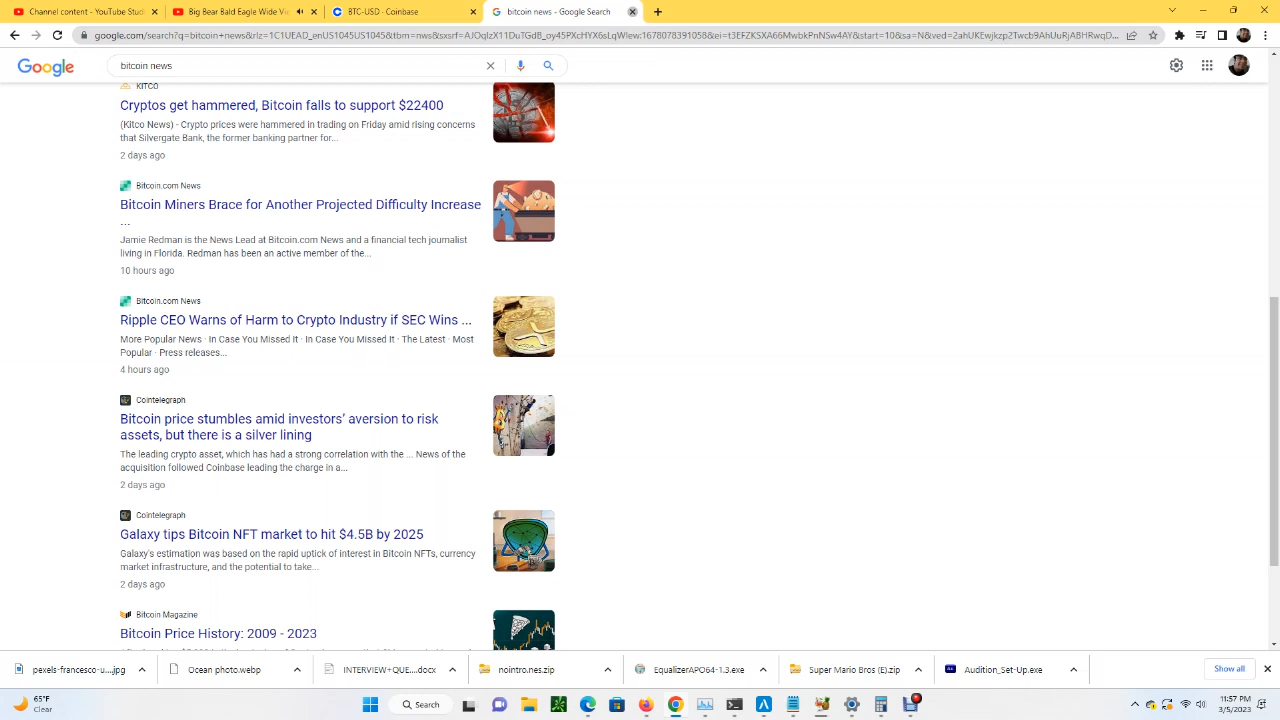 Channel content - YouTube Studio
Big Bear Bald Eagle Wide Vi
BTC-USD - Coinbase
bitcoin news - Google Search
google.com/search?q=bitcoin+news&rlz=1C1UEAD_enUS1045US1045&tbm=nws&sxsrf=AJOqlzX11DuTGdB_oy45PXcHYX6sLqWIew:1678078391058&ei=t3EFZKSXA66MwbkPnNSw4AY&start=10&sa=N&ved=2ahUKEwjkzp2Twcb9AhUuRjABHRwqD...
Google
bitcoin news
KITCO
Cryptos get hammered, Bitcoin falls to support $22400
(Kitco News) - Crypto prices were hammered in trading on Friday amid rising concerns
that Silvergate Bank, the former banking partner for...
2 days ago
Bitcoin.com News
Bitcoin Miners Brace for Another Projected Difficulty Increase
...
Jamie Redman is the News Lead at Bitcoin.com News and a financial tech journalist
living in Florida. Redman has been an active member of the...
10 hours ago
Bitcoin.com News
Ripple CEO Warns of Harm to Crypto Industry if SEC Wins ...
More Popular News · In Case You Missed It · In Case You Missed It · The Latest · Most
Popular · Press releases...
4 hours ago
Cointelegraph
Bitcoin price stumbles amid investors’ aversion to risk
assets, but there is a silver lining
The leading crypto asset, which has had a strong correlation with the ... News of the
acquisition followed Coinbase leading the charge in a...
2 days ago
Cointelegraph
Galaxy tips Bitcoin NFT market to hit $4.5B by 2025
Galaxy's estimation was based on the rapid uptick of interest in Bitcoin NFTs, currency
market infrastructure, and the potential to take...
2 days ago
Bitcoin Magazine
Bitcoin Price History: 2009 - 2023
pexels-francesco-u....jpg
Ocean photo.webp
INTERVIEW+QUE....docx
nointro.nes.zip
EqualizerAPO64-1.3.exe
Super Mario Bros (E).zip
Audition_Set-Up.exe
Show all
65°F
Clear
Search
11:57 PM
3/5/2023